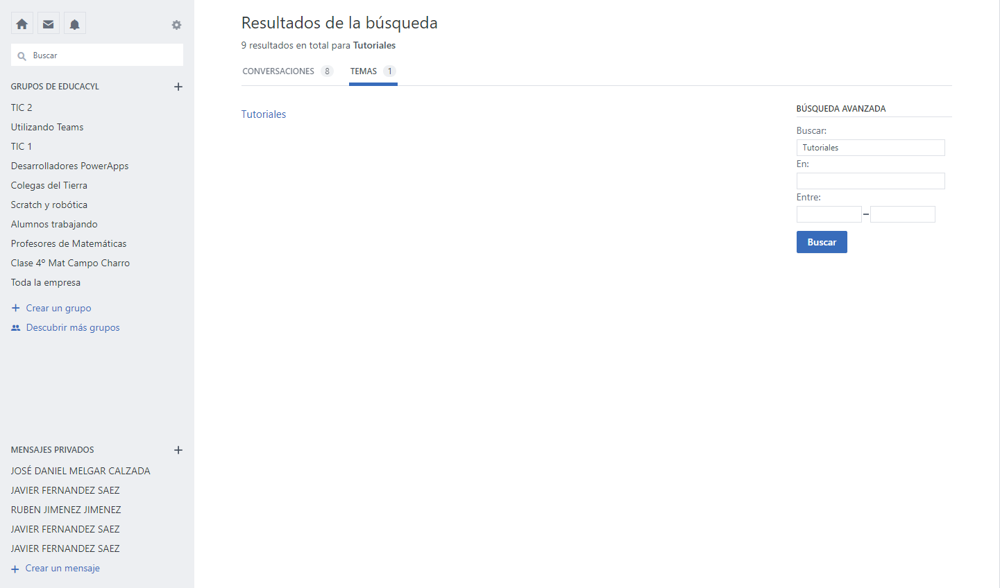 Buscar
GRUPOS DE EDUCACYL
TIC 2
Utilizando Teams
TIC 1
Desarrolladores PowerApps
Colegas del Tierra
Scratch y robótica
Alumnos trabajando
Profesores de Matemáticas
Clase 4º Mat Campo Charro
Toda la empresa
Crear un grupo
Descubrir más grupos
MENSAJES PRIVADOS
JOSÉ DANIEL MELGAR CALZADA
JAVIER FERNANDEZ SAEZ
RUBEN JIMENEZ JIMENEZ
JAVIER FERNANDEZ SAEZ
JAVIER FERNANDEZ SAEZ
Crear un mensaje
Resultados de la búsqueda
9 resultados en total para Tutoriales
CONVERSACIONES 8 TEMAS 1
Tutoriales
BÚSQUEDA AVANZADA
Buscar:
Tutoriales
En:
Entre:
–
Buscar